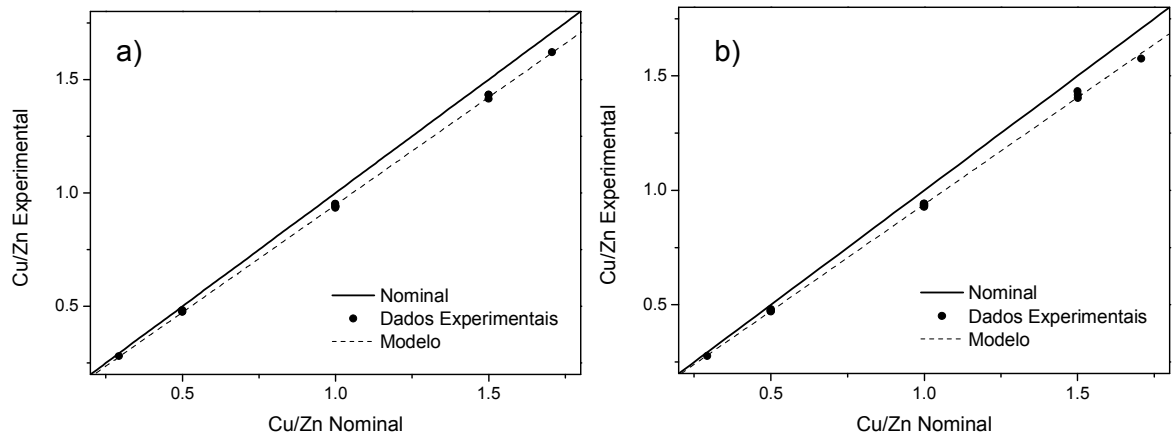 a)
1.5
1.0
0.5
Cu/Zn Experimental
Nominal
Dados Experimentais
Modelo
0.5 1.0 1.5
Cu/Zn Nominal
b)
1.5
1.0
0.5
Cu/Zn Experimental
Nominal
Dados Experimentais
Modelo
0.5 1.0 1.5
Cu/Zn Nominal